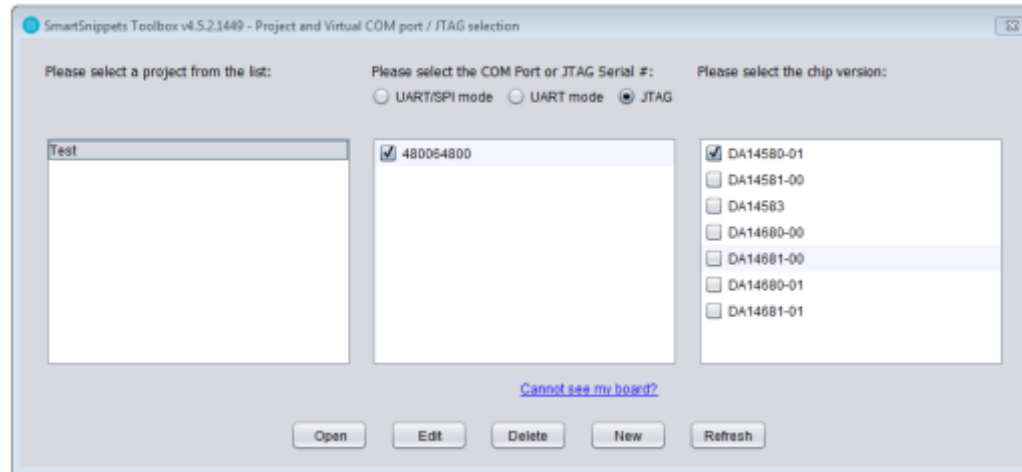 SmartSnippets Toolbox v4.5.2.1449 - Project and Virtual COM port / JTAG selection
Please select a project from the list:
Please select the COM Port or JTAG Serial #:
Please select the chip version:
UART/SPI mode UART mode JTAG
Test
480064800
DA14580-01
DA14581-00
DA14583
DA14680-00
DA14681-00
DA14680-01
DA14681-01
Cannot see my board?
Open Edit Delete New Refresh